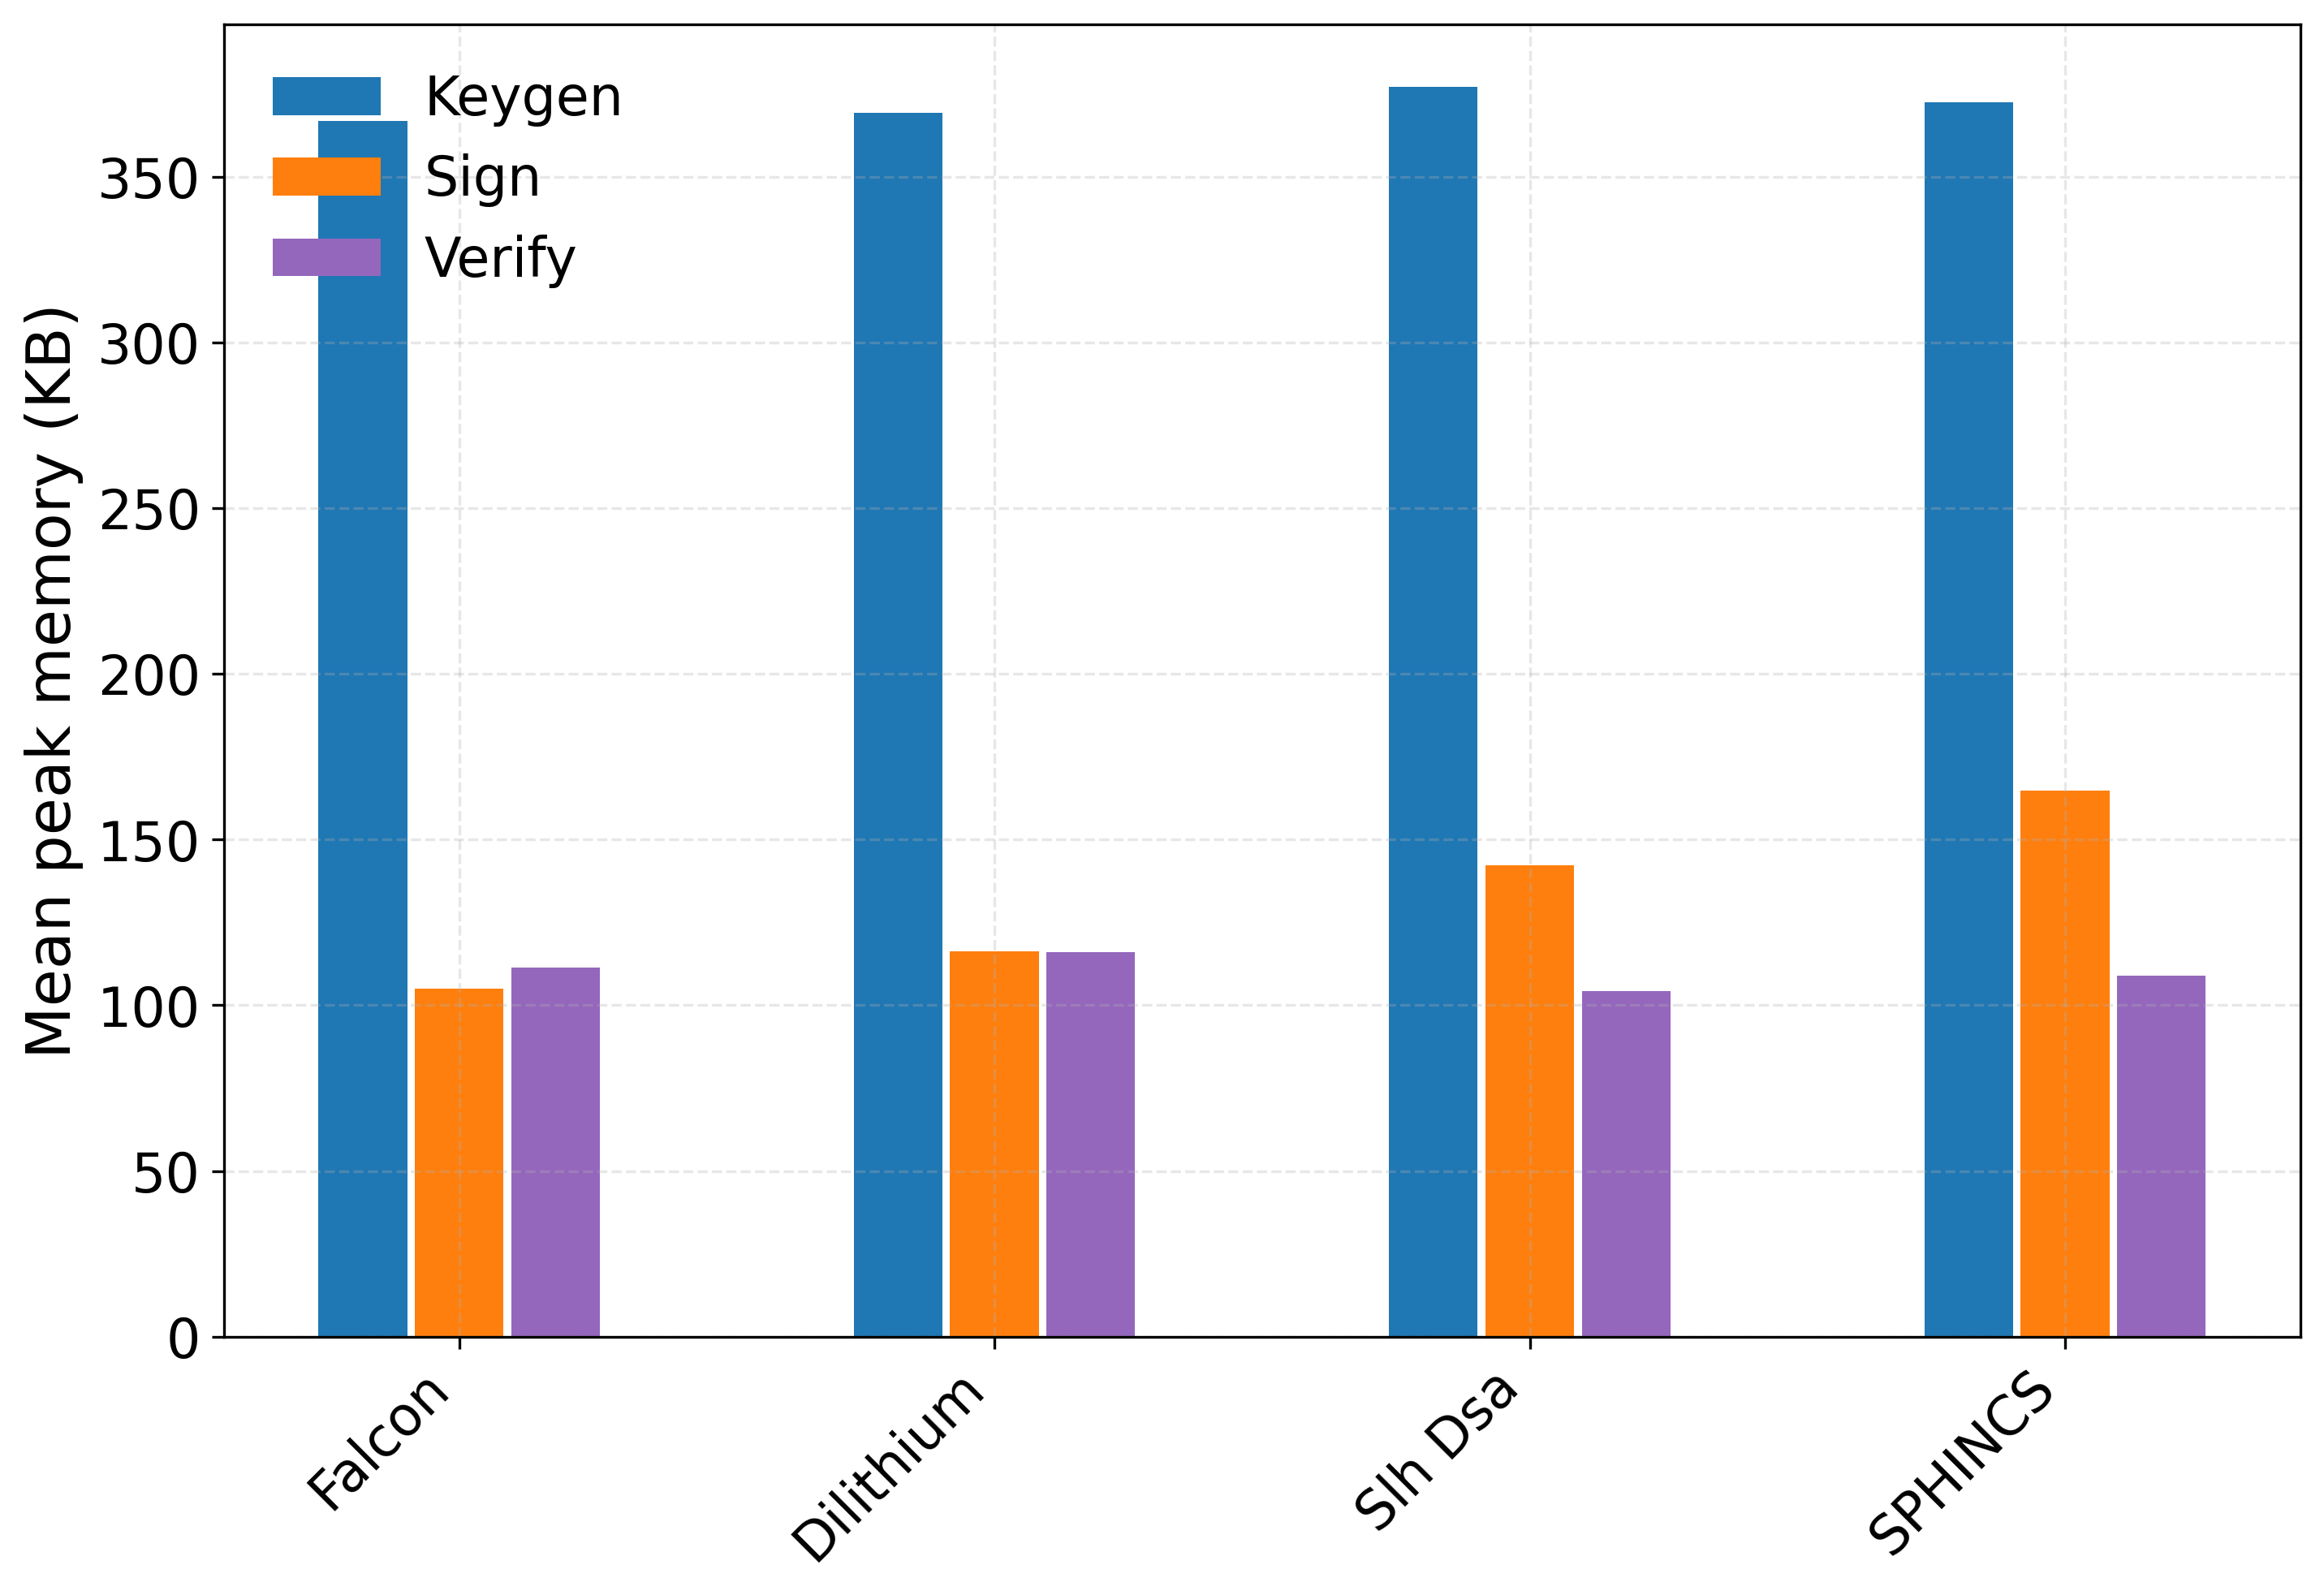 Keygen
Sign
Verify
Mean peak memory (KB)
350
300
250
200
150
100
50
0
Falcon
Dilithium
Slh Dsa
SPHINCS